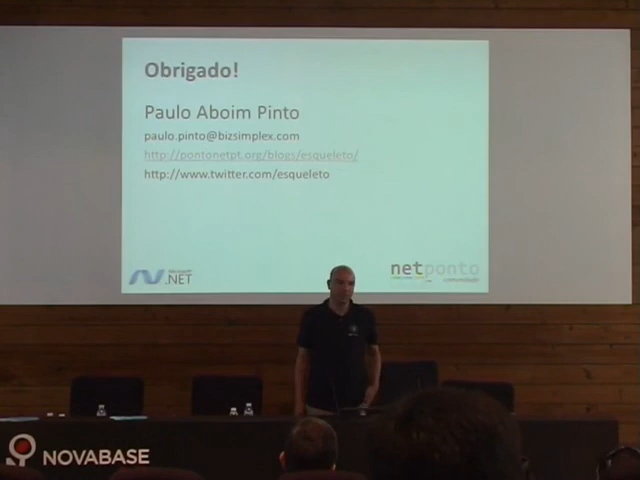 Obrigado!
Paulo Aboim Pinto
paulo.pinto@bizsimplex.com
http://pontonetpt.org/blogs/esqueleto/
http://www.twitter.com/esqueleto
Microsoft
.NET
netponto
NOVABASE